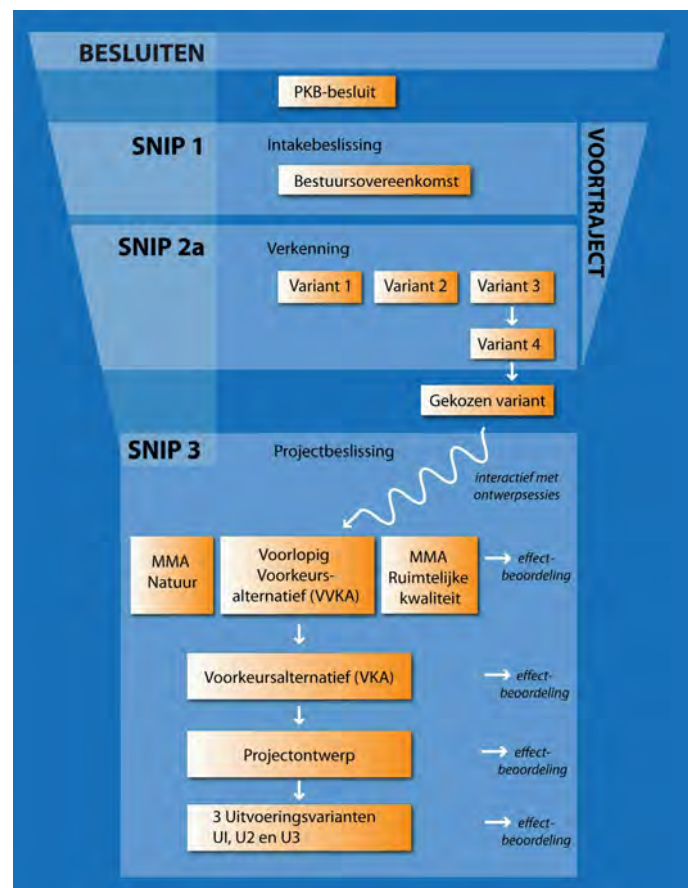 BESLUITEN
PKB-besluit
SNIP 1
Intakebeslissing
Bestuursovereenkomst
VOORTRAJECT
SNIP 2a
Verkenning
Variant 1
Variant 2
Variant 3
Variant 4
Gekozen variant
SNIP 3
Projectbeslissing
interactief met
ontwerpsessies
MMA
Natuur
Voorlopig
Voorkeurs-
alternatief (VVKA)
MMA
Ruimtelijke
kwaliteit
effect-
beoordeling
Voorkeursalternatief (VKA)
effect-
beoordeling
Projectontwerp
effect-
beoordeling
3 Uitvoeringsvarianten
UI, U2 en U3
effect-
beoordeling